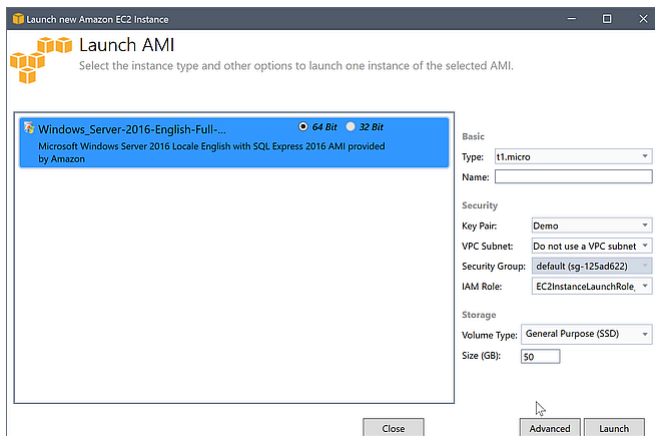 Launch new Amazon EC2 Instance
Launch AMI
Select the instance type and other options to launch one instance of the selected AMI.
Windows_Server-2016-English-Full-...
64 Bit
32 Bit
Microsoft Windows Server 2016 Locale English with SQL Express 2016 AMI provided
by Amazon
Basic
Type: t1.micro
Name:
Security
Key Pair: Demo
VPC Subnet: Do not use a VPC subnet
Security Group: default (sg-125ad622)
IAM Role: EC2InstanceLaunchRole,
Storage
Volume Type: General Purpose (SSD)
Size (GB): 50
Close
Advanced
Launch